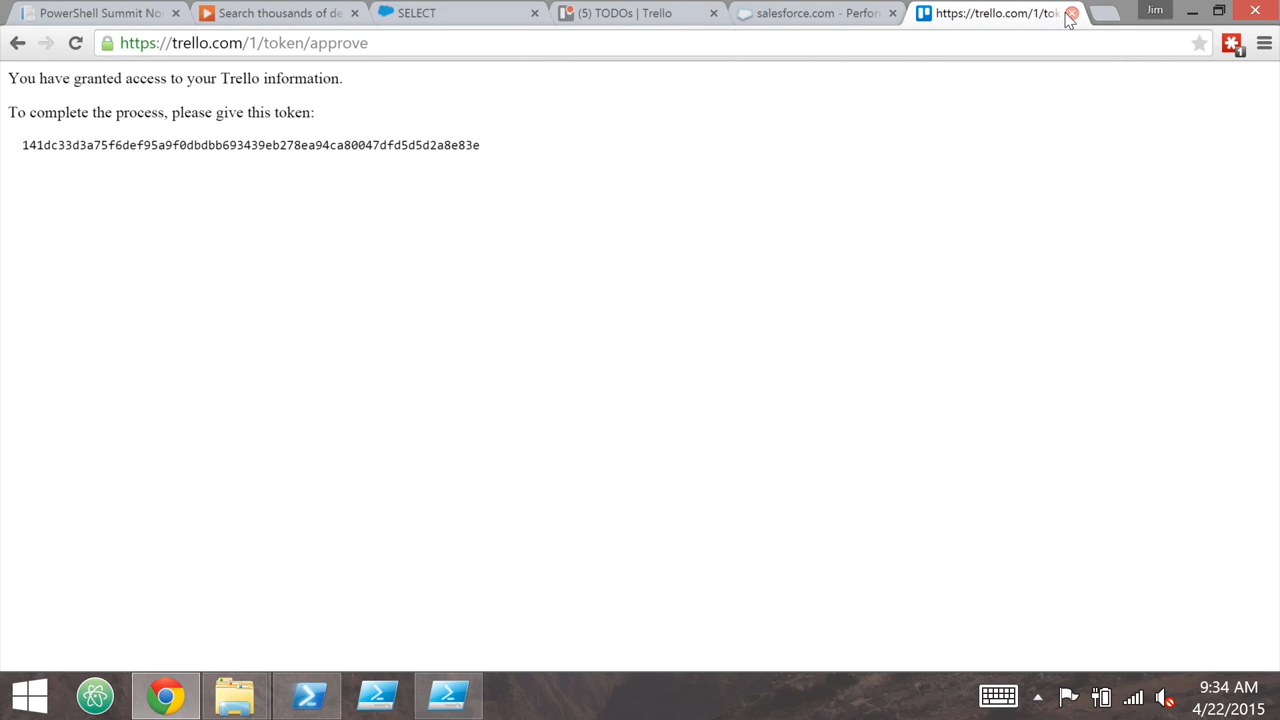 PowerShell Summit No
Search thousands of de
SELECT
(5) TODOs | Trello
salesforce.com - Perfor
https://trello.com/1/tok
Jim
https://trello.com/1/token/approve
1
You have granted access to your Trello information.
To complete the process, please give this token:
141dc33d3a75f6def95a9f0dbdbb693439eb278ea94ca80047dfd5d5d2a8e83e
9:34 AM
4/22/2015